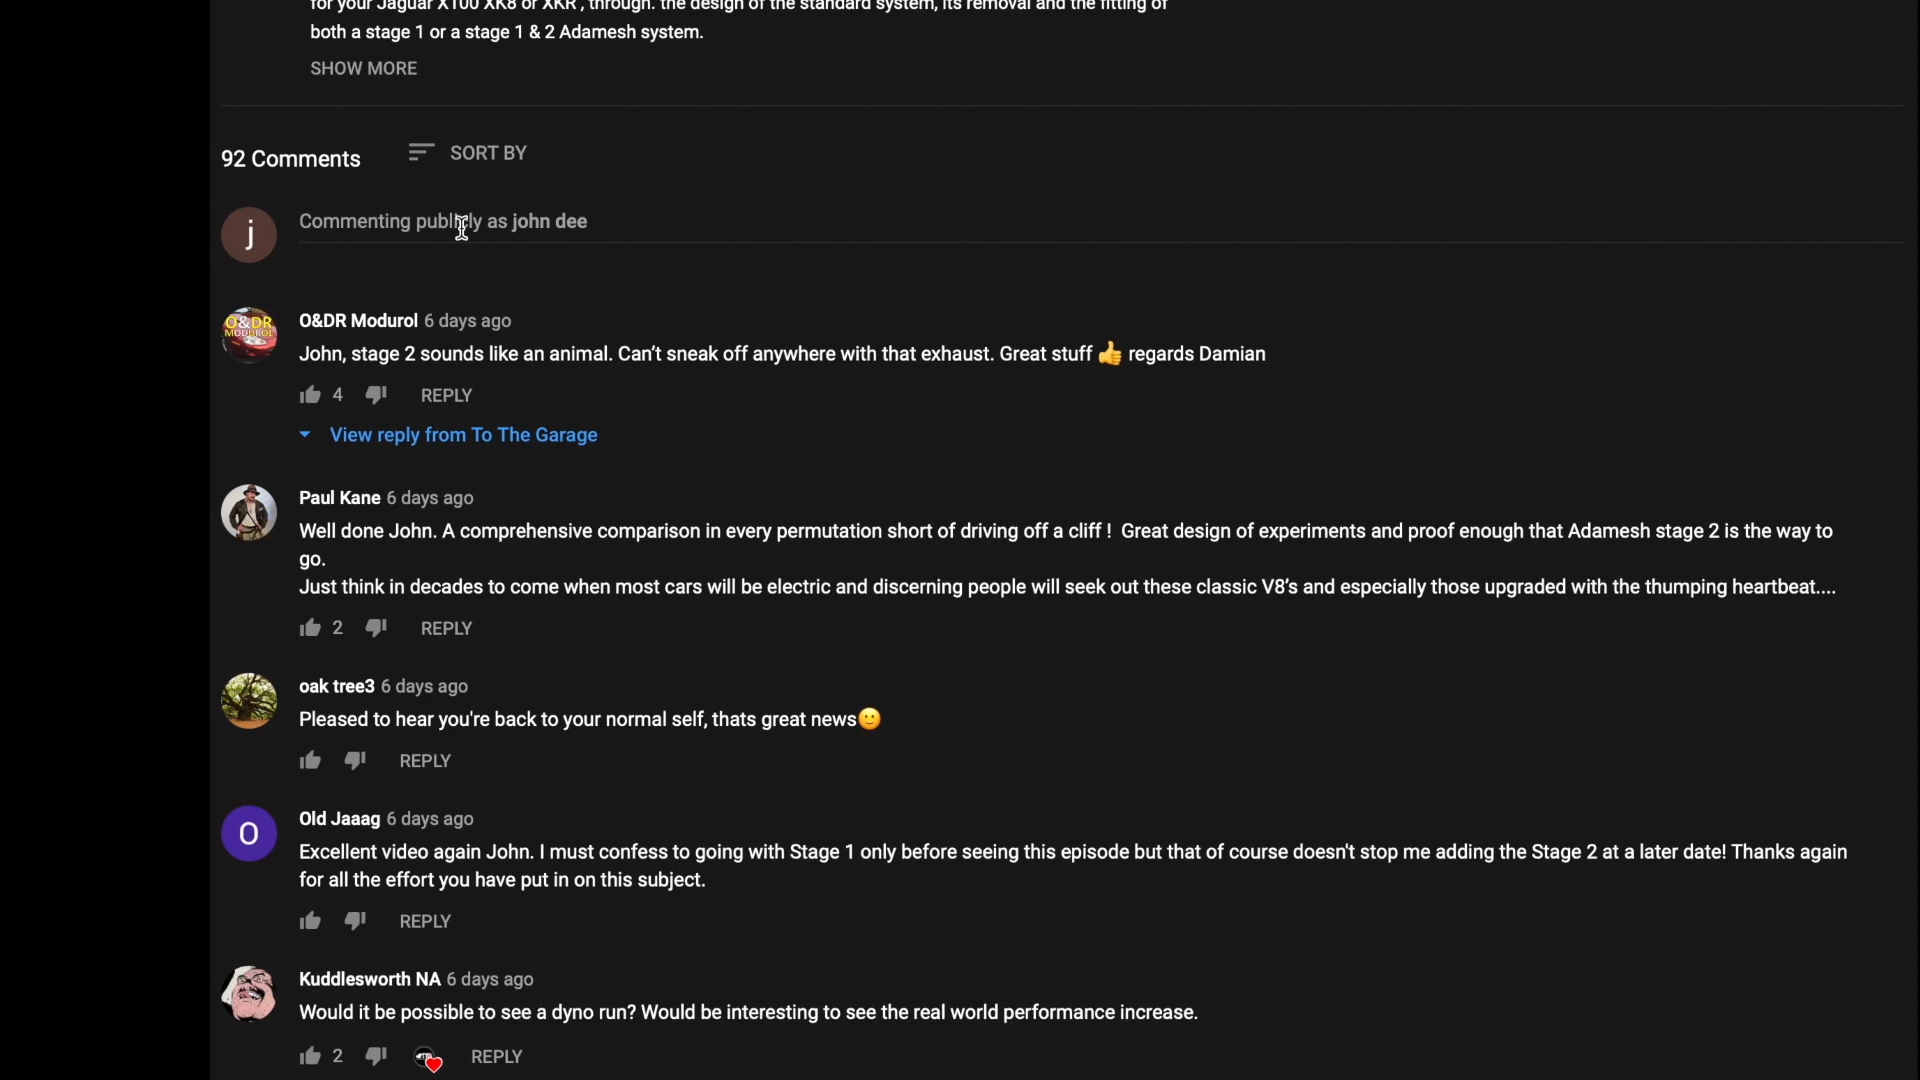 for your Jaguar X100 XK8 or XKR , through. the design of the standard system, its removal and the fitting of
both a stage 1 or a stage 1 & 2 Adamesh system.
SHOW MORE
92 Comments SORT BY
j Commenting publicly as john dee
O&DR MODUROL
O&DR Modurol 6 days ago
John, stage 2 sounds like an animal. Can't sneak off anywhere with that exhaust. Great stuff 👍 regards Damian
4 REPLY
View reply from To The Garage
Paul Kane 6 days ago
Well done John. A comprehensive comparison in every permutation short of driving off a cliff ! Great design of experiments and proof enough that Adamesh stage 2 is the way to
go.
Just think in decades to come when most cars will be electric and discerning people will seek out these classic V8's and especially those upgraded with the thumping heartbeat....
2 REPLY
oak tree3 6 days ago
Pleased to hear you're back to your normal self, thats great news🙂
REPLY
O
Old Jaaag 6 days ago
Excellent video again John. I must confess to going with Stage 1 only before seeing this episode but that of course doesn't stop me adding the Stage 2 at a later date! Thanks again
for all the effort you have put in on this subject.
REPLY
Kuddlesworth NA 6 days ago
Would it be possible to see a dyno run? Would be interesting to see the real world performance increase.
2 REPLY